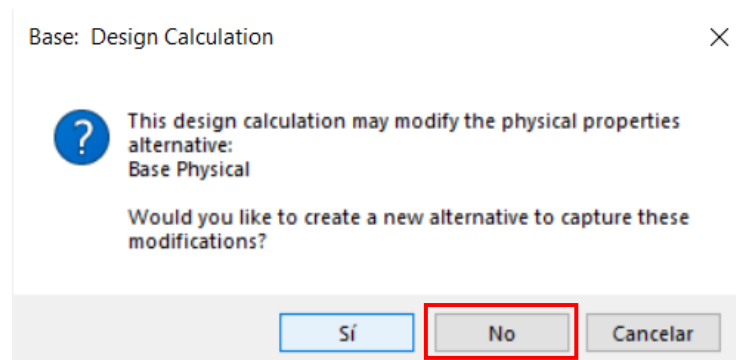 Base: Design Calculation
This design calculation may modify the physical properties
alternative:
Base Physical
Would you like to create a new alternative to capture these
modifications?
Sí
No
Cancelar